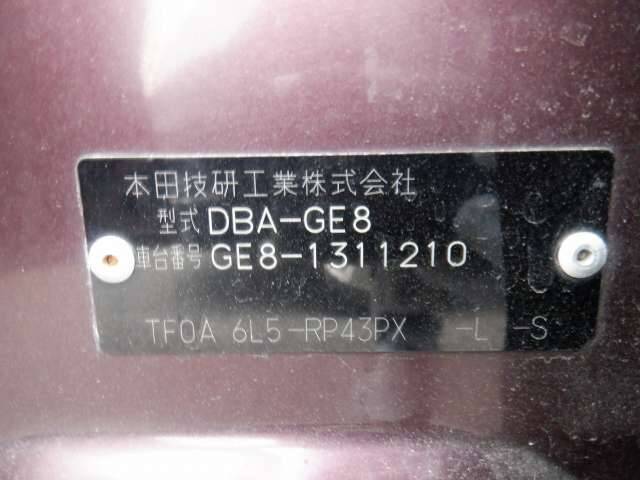 本田技研工業株式会社
型式 DBA-GE8
車台番号 GE8-1311210
TF0A 6L5-RP43PX -L -S